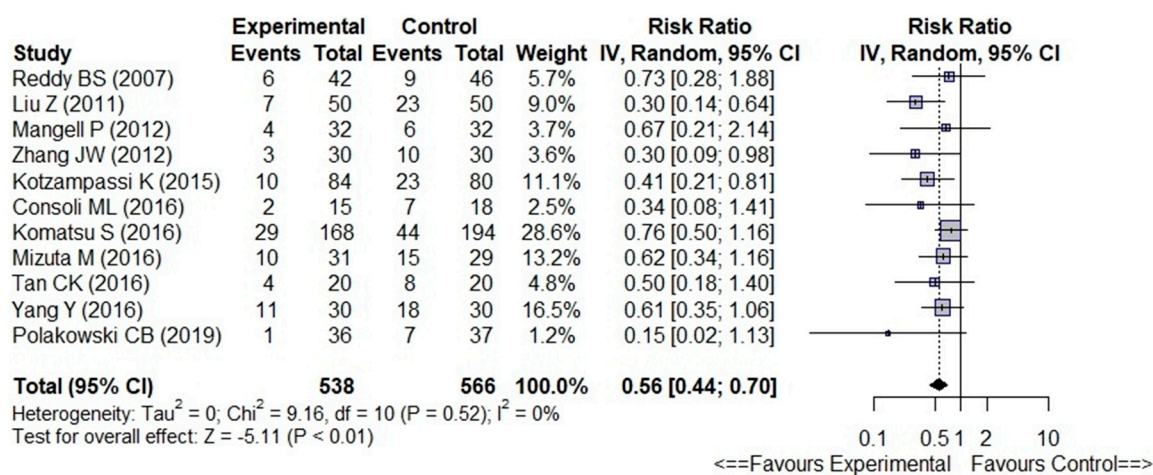 Experimental Control Risk Ratio Risk Ratio
Study Events Total Events Total Weight IV, Random, 95% CI IV, Random, 95% CI
Reddy BS (2007) 6 42 9 46 5.7% 0.73 [0.28; 1.88]
Liu Z (2011) 7 50 23 50 9.0% 0.30 [0.14; 0.64]
Mangell P (2012) 4 32 6 32 3.7% 0.67 [0.21; 2.14]
Zhang JW (2012) 3 30 10 30 3.6% 0.30 [0.09; 0.98]
Kotzampassi K (2015) 10 84 23 80 11.1% 0.41 [0.21; 0.81]
Consoli ML (2016) 2 15 7 18 2.5% 0.34 [0.08; 1.41]
Komatsu S (2016) 29 168 44 194 28.6% 0.76 [0.50; 1.16]
Mizuta M (2016) 10 31 15 29 13.2% 0.62 [0.34; 1.16]
Tan CK (2016) 4 20 8 20 4.8% 0.50 [0.18; 1.40]
Yang Y (2016) 11 30 18 30 16.5% 0.61 [0.35; 1.06]
Polakowski CB (2019) 1 36 7 37 1.2% 0.15 [0.02; 1.13]
Total (95% CI) 538 566 100.0% 0.56 [0.44; 0.70]
Heterogeneity: Tau² = 0; Chi² = 9.16, df = 10 (P = 0.52); I² = 0%
Test for overall effect: Z = -5.11 (P < 0.01)
0.1 0.5 1 2 10
<==Favours Experimental Favours Control==>